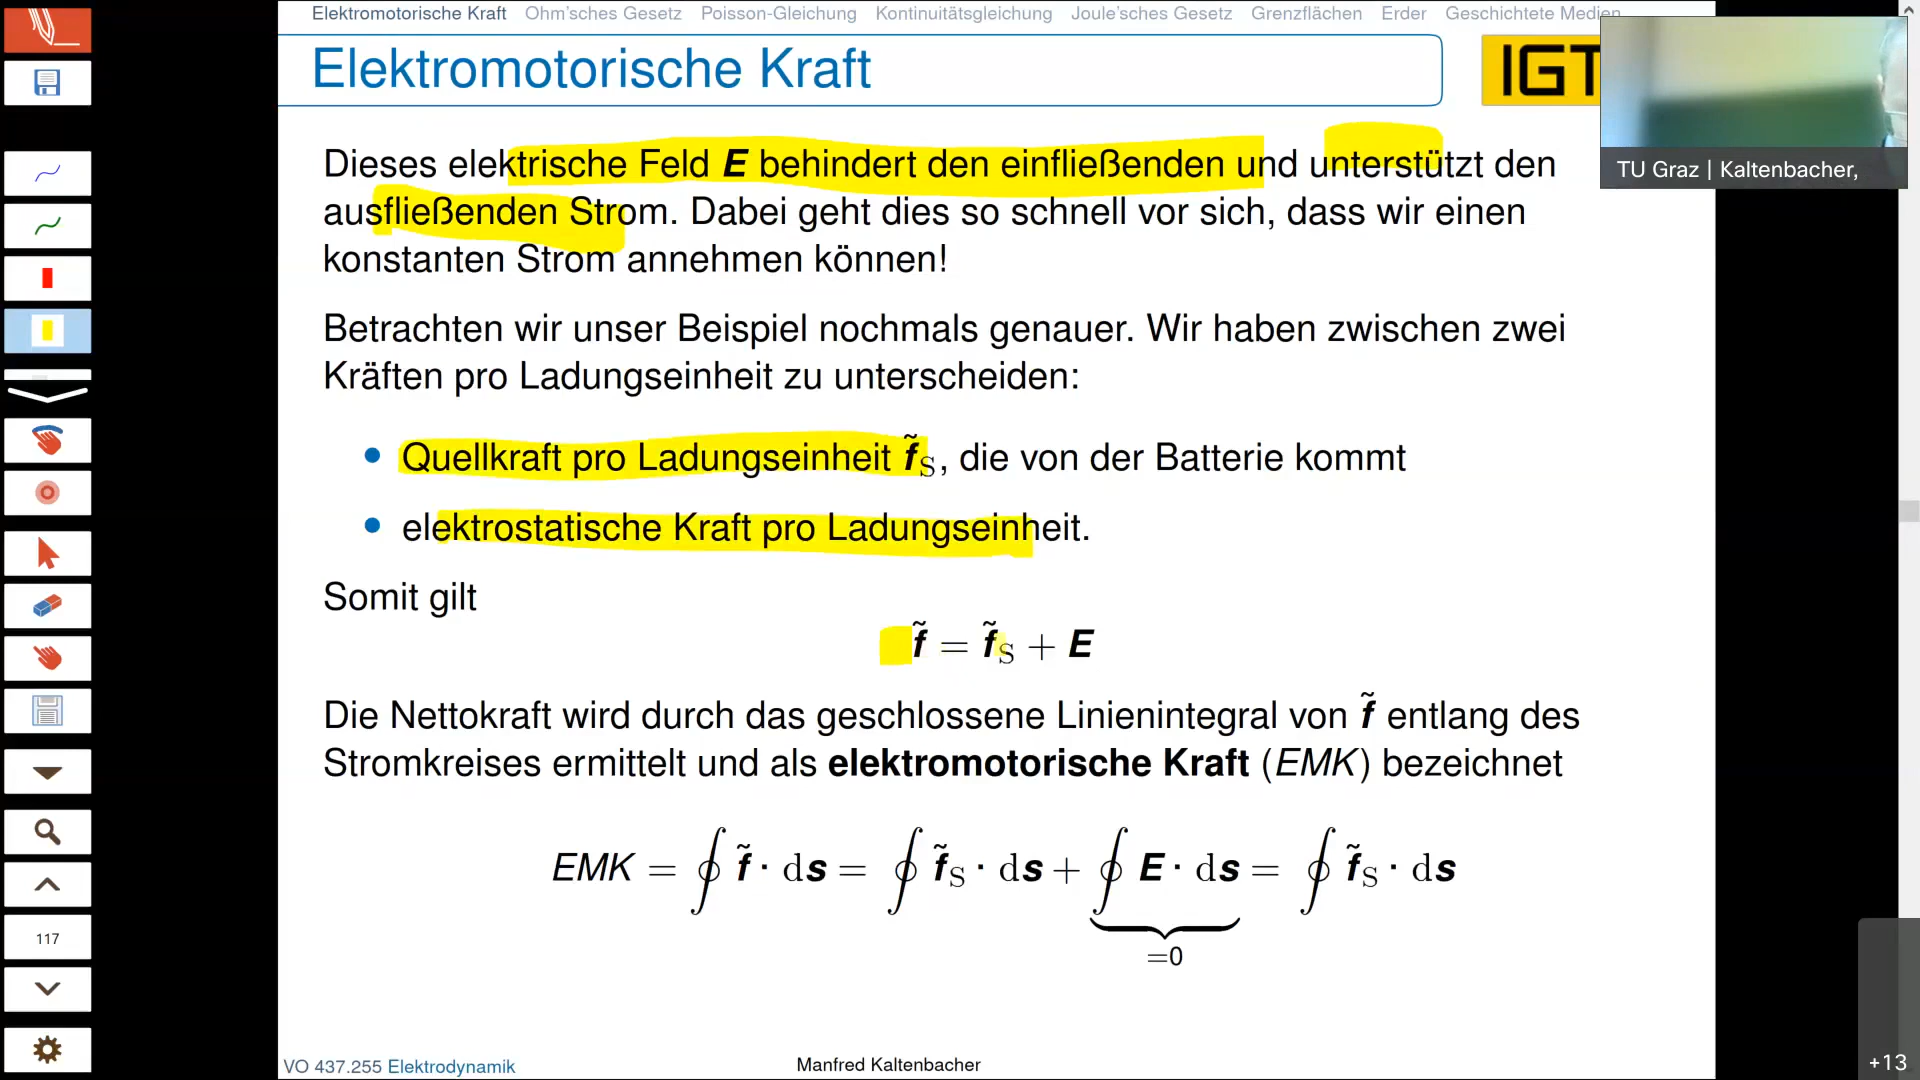 Elektromotorische Kraft Ohm'sches Gesetz Poisson-Gleichung Kontinuitätsgleichung Joule'sches Gesetz Grenzflächen Erder Geschichtete Medien
Elektromotorische Kraft
IGT
TU Graz | Kaltenbacher,
Dieses elektrische Feld E behindert den einfließenden und unterstützt den
ausfließenden Strom. Dabei geht dies so schnell vor sich, dass wir einen
konstanten Strom annehmen können!
Betrachten wir unser Beispiel nochmals genauer. Wir haben zwischen zwei
Kräften pro Ladungseinheit zu unterscheiden:
• Quellkraft pro Ladungseinheit f̃_S, die von der Batterie kommt
• elektrostatische Kraft pro Ladungseinheit.
Somit gilt
f̃ = f̃_S + E
Die Nettokraft wird durch das geschlossene Linienintegral von f̃ entlang des
Stromkreises ermittelt und als elektromotorische Kraft (EMK) bezeichnet
EMK = ∮ f̃ · ds = ∮ f̃_S · ds + ∮ E · ds = ∮ f̃_S · ds
=0
117
VO 437.255 Elektrodynamik
Manfred Kaltenbacher
+13